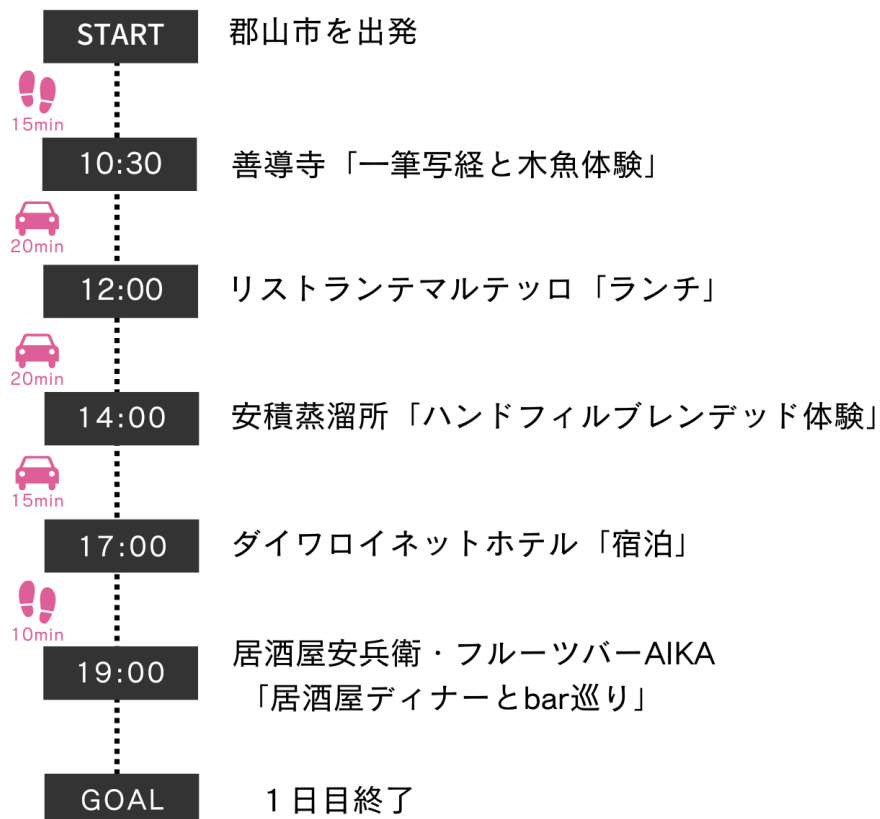 START 郡山市を出発
15min
10:30 善導寺「一筆写経と木魚体験」
20min
12:00 リストランテマルテッロ「ランチ」
20min
14:00 安積蒸溜所「ハンドフィルブレンデッド体験」
15min
17:00 ダイワロイネットホテル「宿泊」
10min
19:00 居酒屋安兵衛・フルーツバーAIKA
「居酒屋ディナーとbar巡り」
GOAL 1日目終了